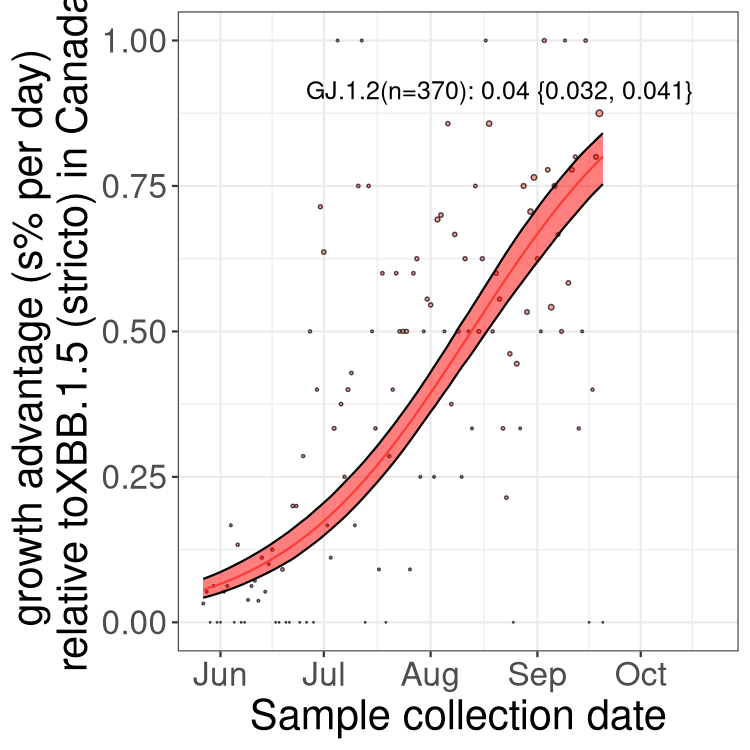 growth advantage (s% per day)
relative toXBB.1.5 (stricto) in Canada
1.00
0.75
0.50
0.25
0.00
GJ.1.2(n=370): 0.04 {0.032, 0.041}
Jun Jul Aug Sep Oct
Sample collection date